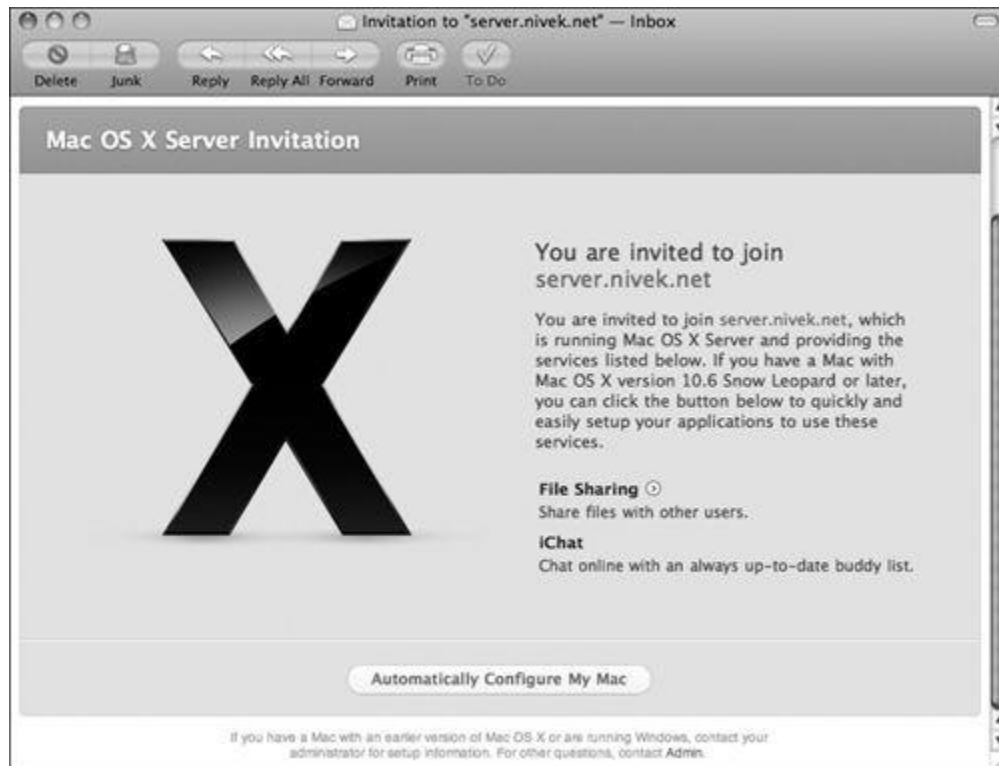 Invitation to "server.nivek.net" — Inbox
Delete Junk Reply Reply All Forward Print To Do
Mac OS X Server Invitation
X
You are invited to join
server.nivek.net
You are invited to join server.nivek.net, which
is running Mac OS X Server and providing the
services listed below. If you have a Mac with
Mac OS X version 10.6 Snow Leopard or later,
you can click the button below to quickly and
easily setup your applications to use these
services.
File Sharing
Share files with other users.
iChat
Chat online with an always up-to-date buddy list.
Automatically Configure My Mac
If you have a Mac with an earlier version of Mac OS X or are running Windows, contact your
administrator for setup information. For other questions, contact Admin.